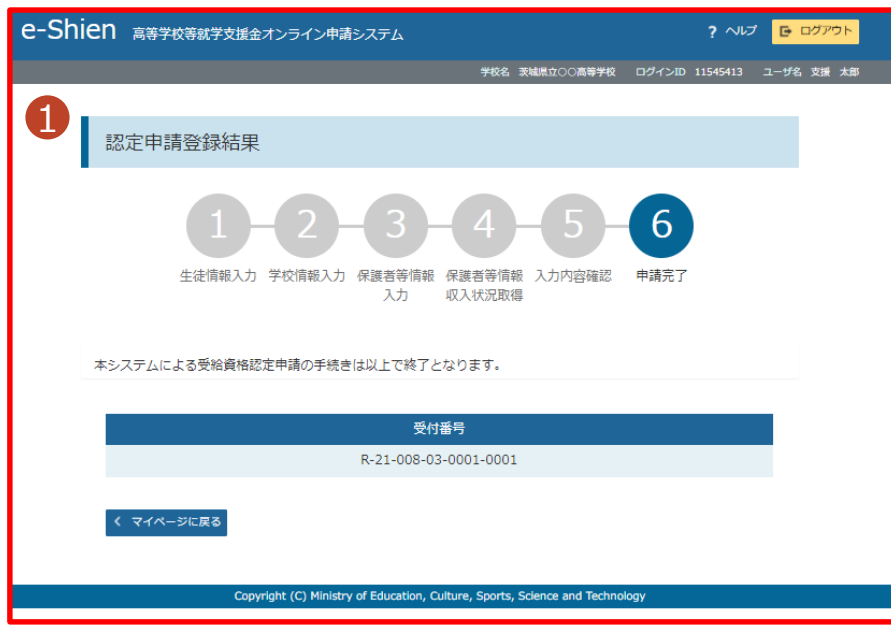 e-Shien 高等学校等就学支援金オンライン申請システム ? ヘルプ ログアウト
学校名 茨城県立○○高等学校 ログインID 11545413 ユーザ名 支援 太郎
1
認定申請登録結果
1 2 3 4 5 6
生徒情報入力 学校情報入力 保護者等情報 保護者等情報 入力内容確認 申請完了
入力 収入状況取得
本システムによる受給資格認定申請の手続きは以上で終了となります。
受付番号
R-21-008-03-0001-0001
マイページに戻る
Copyright (C) Ministry of Education, Culture, Sports, Science and Technology